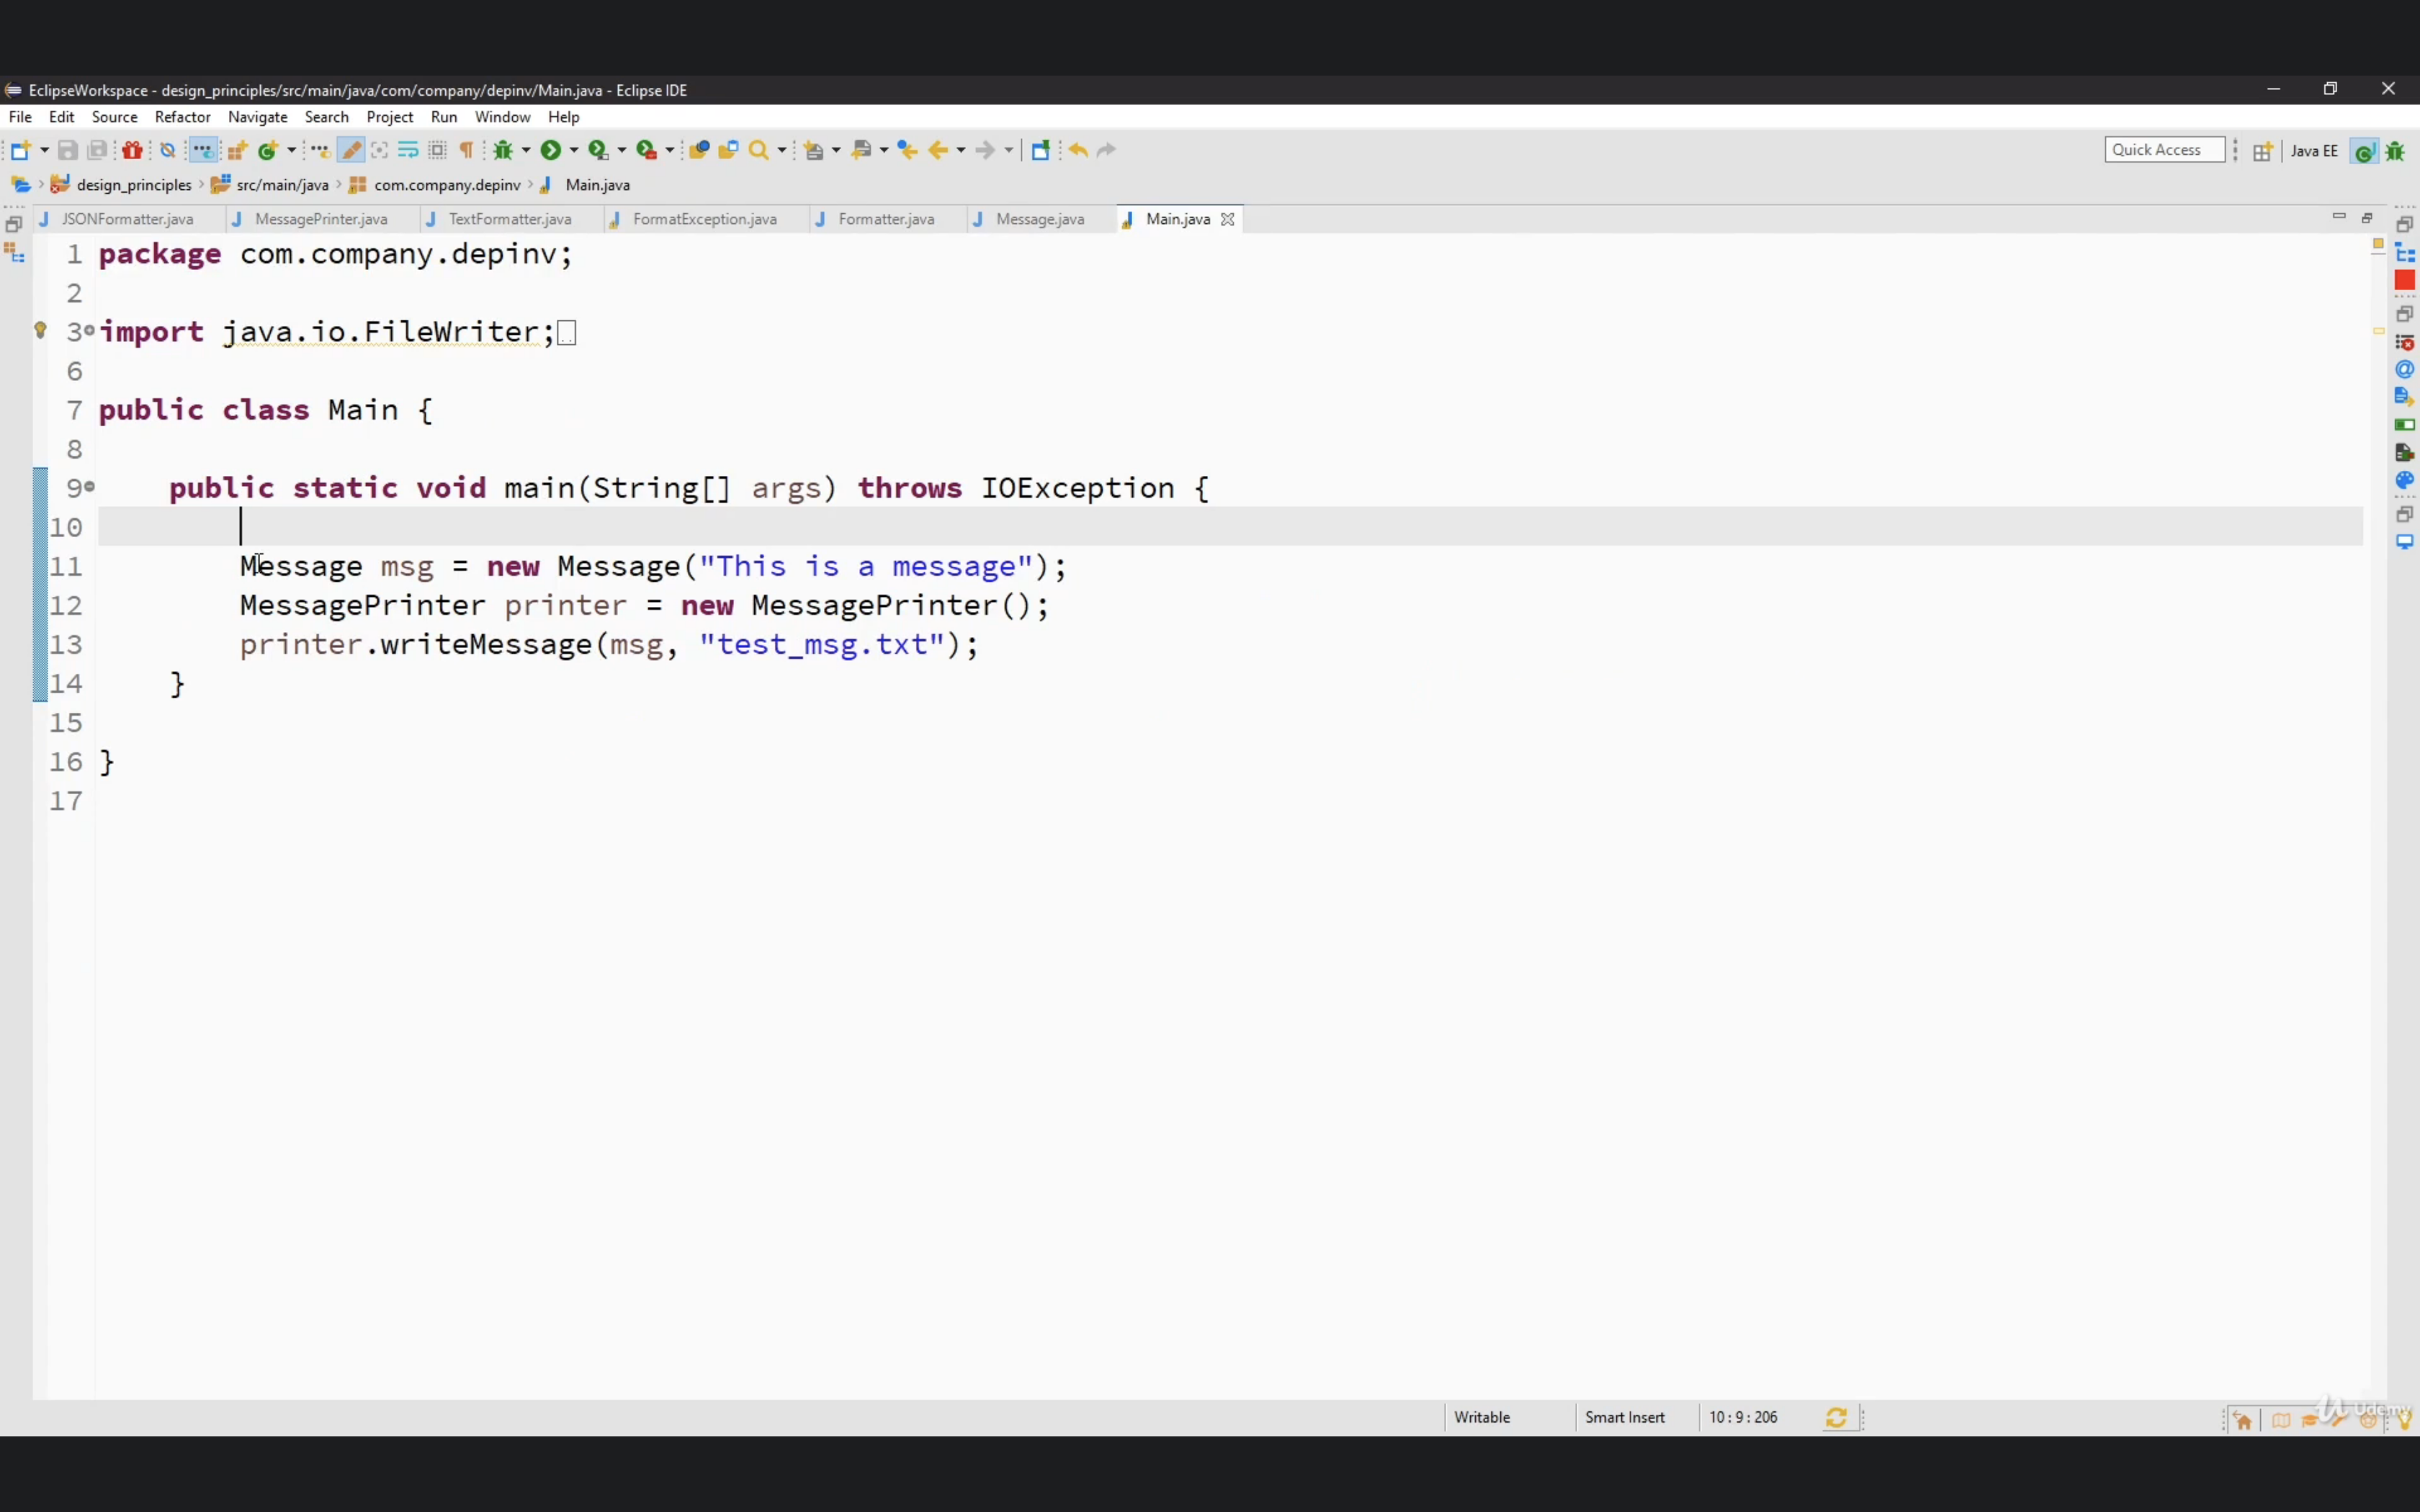 EclipseWorkspace - design_principles/src/main/java/com/company/depinv/Main.java - Eclipse IDE
File Edit Source Refactor Navigate Search Project Run Window Help
Quick Access Java EE
design_principles src/main/java com.company.depinv Main.java
JSONFormatter.java MessagePrinter.java TextFormatter.java FormatException.java Formatter.java Message.java Main.java
1 package com.company.depinv;
2
3 import java.io.FileWriter;
6
7 public class Main {
8
9 public static void main(String[] args) throws IOException {
10
11 Message msg = new Message("This is a message");
12 MessagePrinter printer = new MessagePrinter();
13 printer.writeMessage(msg, "test_msg.txt");
14 }
15
16 }
17
Writable Smart Insert 10 : 9 : 206
Udemy